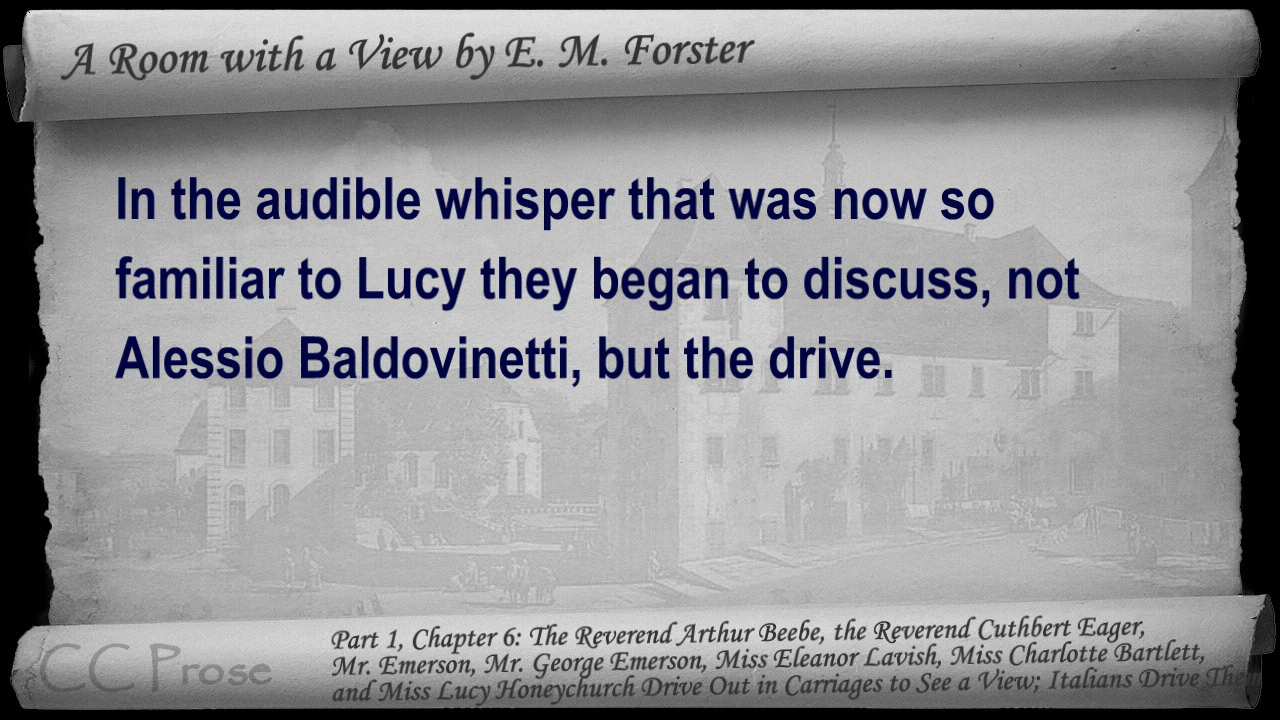 A Room with a View by E. M. Forster
In the audible whisper that was now so
familiar to Lucy they began to discuss, not
Alessio Baldovinetti, but the drive.
CC Prose
Part 1, Chapter 6: The Reverend Arthur Beebe, the Reverend Cuthbert Eager,
Mr. Emerson, Mr. George Emerson, Miss Eleanor Lavish, Miss Charlotte Bartlett,
and Miss Lucy Honeychurch Drive Out in Carriages to See a View; Italians Drive